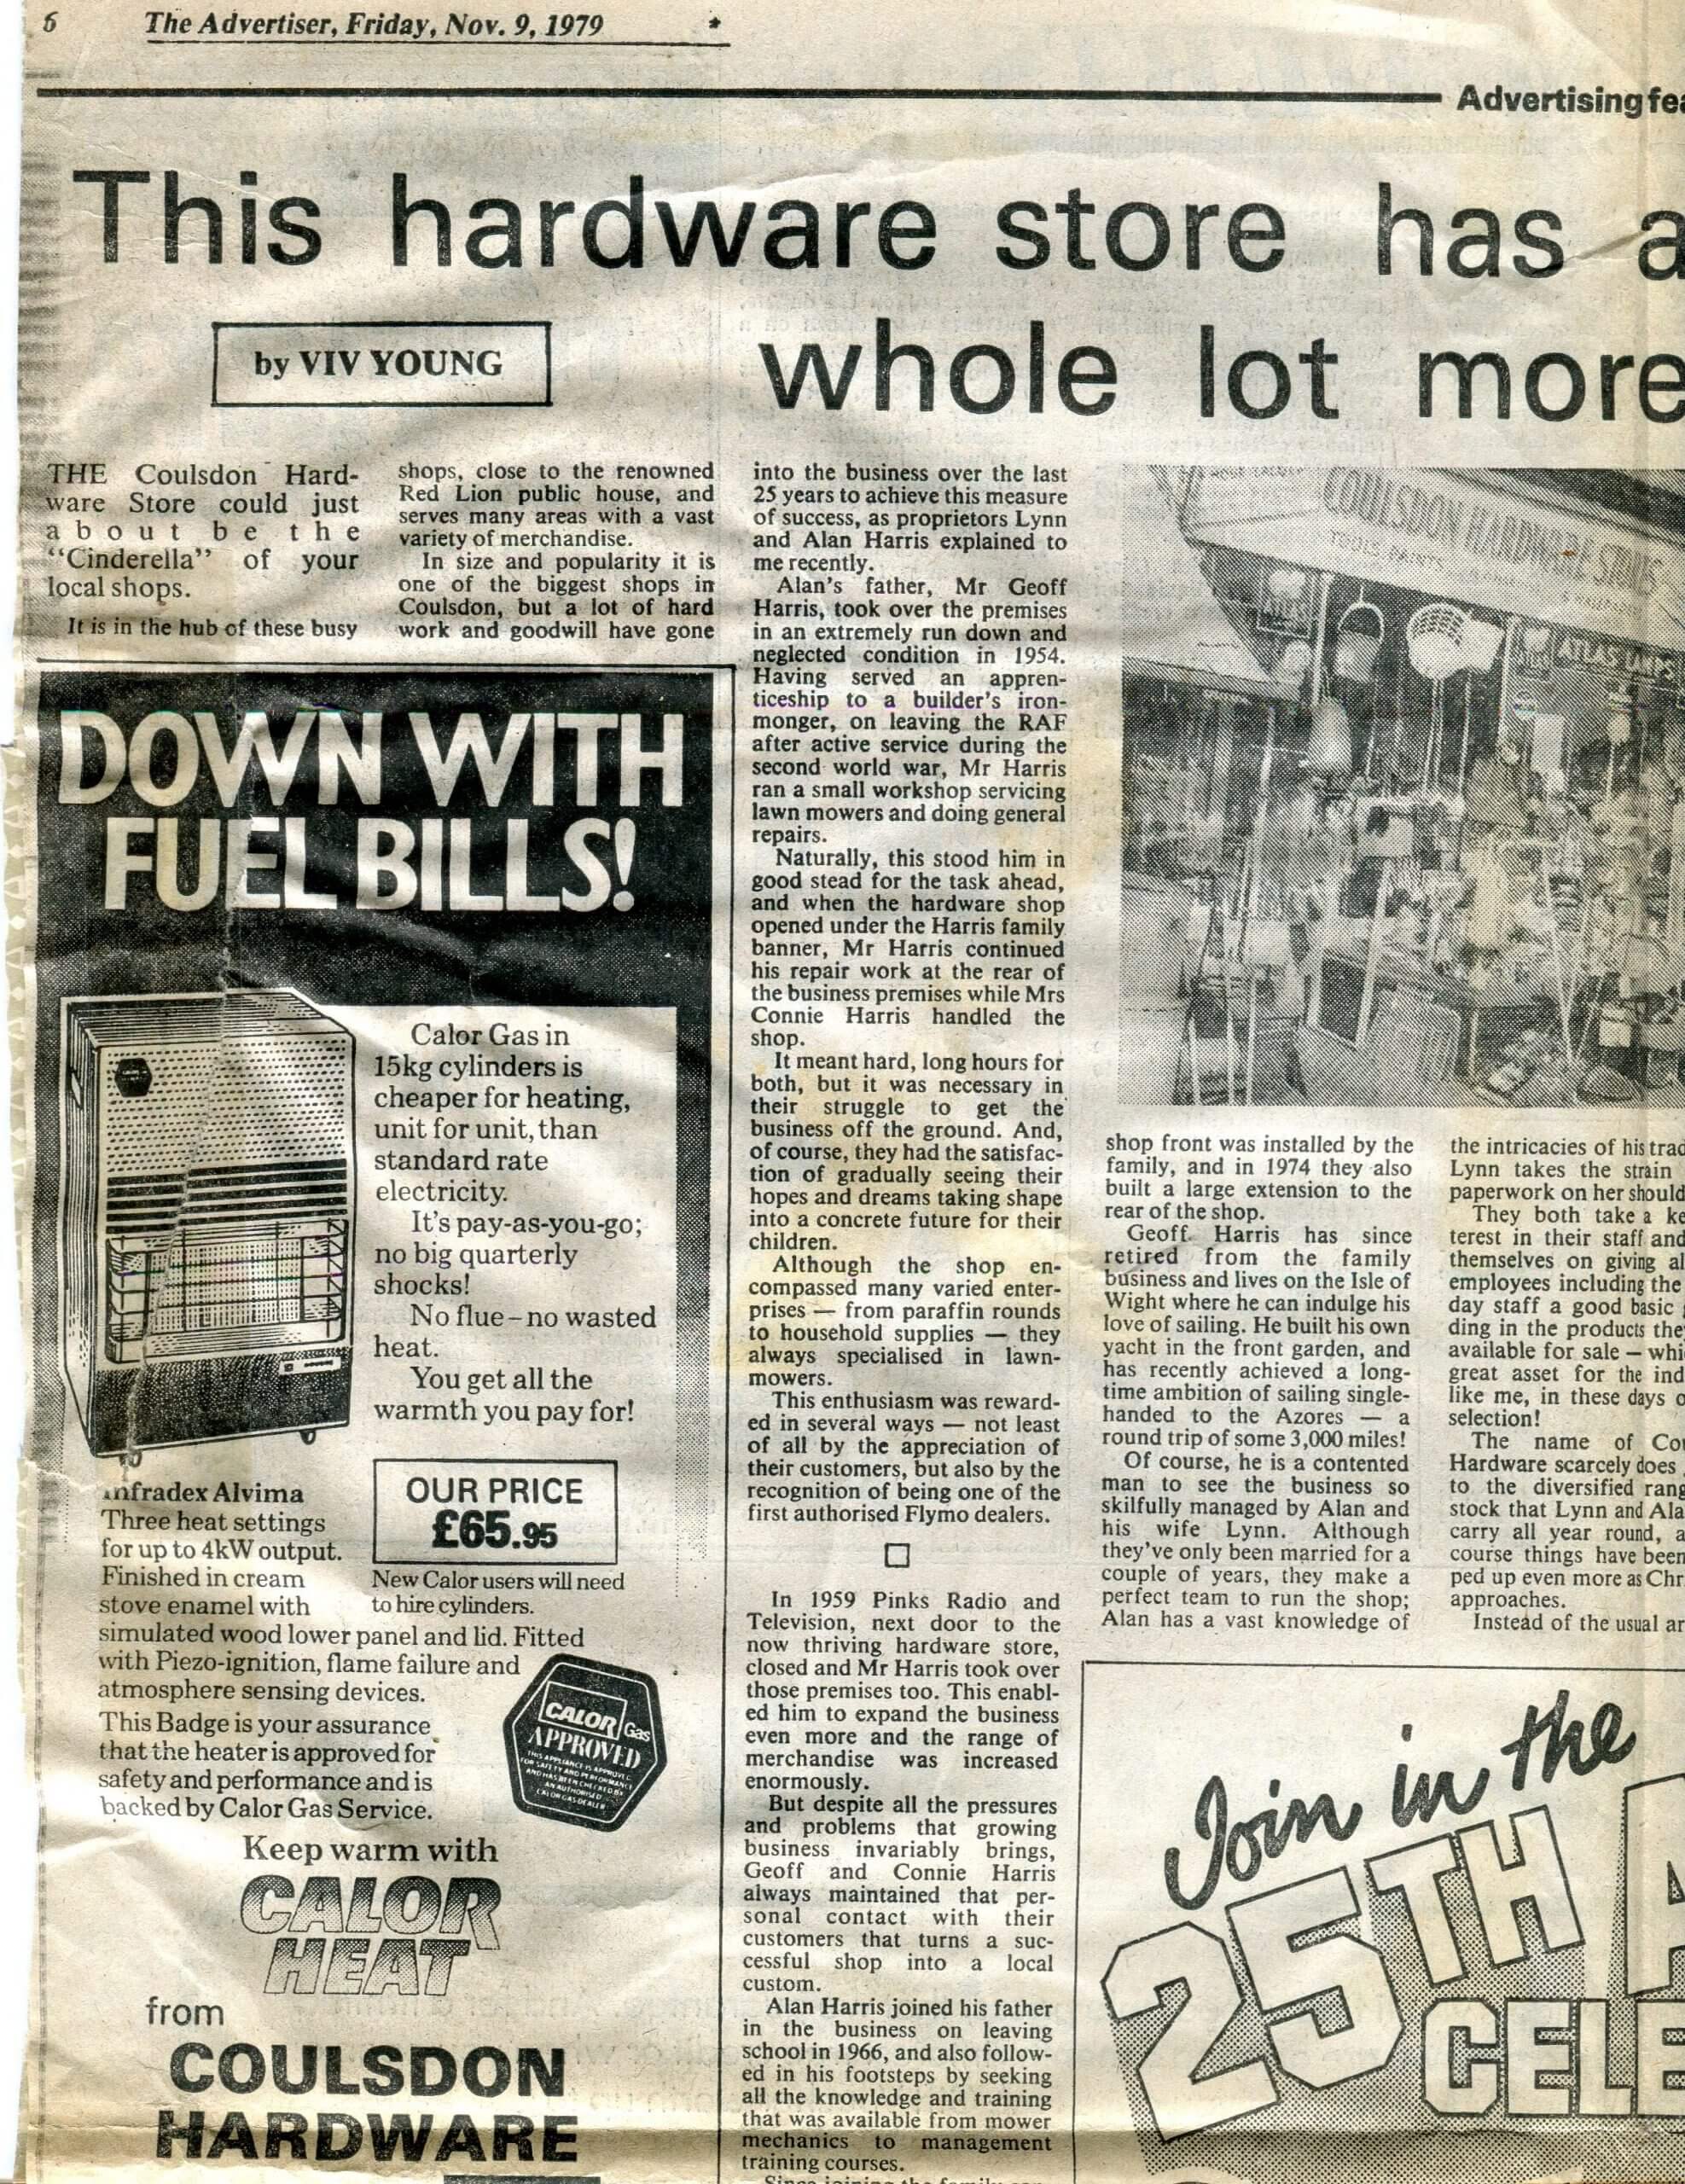 6 The Advertiser, Friday, Nov. 9, 1979 *
Advertising fea
This hardware store has a
whole lot more
by VIV YOUNG
THE Coulsdon Hard-
ware Store could just
about be the
"Cinderella" of your
local shops.
It is in the hub of these busy
shops, close to the renowned
Red Lion public house, and
serves many areas with a vast
variety of merchandise.
In size and popularity it is
one of the biggest shops in
Coulsdon, but a lot of hard
work and goodwill have gone
into the business over the last
25 years to achieve this measure
of success, as proprietors Lynn
and Alan Harris explained to
me recently.
Alan's father, Mr Geoff
Harris, took over the premises
in an extremely run down and
neglected condition in 1954.
Having served an appren-
ticeship to a builder's iron-
monger, on leaving the RAF
after active service during the
second world war, Mr Harris
ran a small workshop servicing
lawn mowers and doing general
repairs.
Naturally, this stood him in
good stead for the task ahead,
and when the hardware shop
opened under the Harris family
banner, Mr Harris continued
his repair work at the rear of
the business premises while Mrs
Connie Harris handled the
shop.
It meant hard, long hours for
both, but it was necessary in
their struggle to get the
business off the ground. And,
of course, they had the satisfac-
tion of gradually seeing their
hopes and dreams taking shape
into a concrete future for their
children.
Although the shop en-
compassed many varied enter-
prises — from paraffin rounds
to household supplies — they
always specialised in lawn-
mowers.
This enthusiasm was reward-
ed in several ways — not least
of all by the appreciation of
their customers, but also by the
recognition of being one of the
first authorised Flymo dealers.
In 1959 Pinks Radio and
Television, next door to the
now thriving hardware store,
closed and Mr Harris took over
those premises too. This enabl-
ed him to expand the business
even more and the range of
merchandise was increased
enormously.
But despite all the pressures
and problems that growing
business invariably brings,
Geoff and Connie Harris
always maintained that per-
sonal contact with their
customers that turns a suc-
cessful shop into a local
custom.
Alan Harris joined his father
in the business on leaving
school in 1966, and also follow-
ed in his footsteps by seeking
all the knowledge and training
that was available from mower
mechanics to management
training courses.
COULSDON HARDWARE STORE
TOOLS PAINTS
ATLAS LAMPS
shop front was installed by the
family, and in 1974 they also
built a large extension to the
rear of the shop.
Geoff Harris has since
retired from the family
business and lives on the Isle of
Wight where he can indulge his
love of sailing. He built his own
yacht in the front garden, and
has recently achieved a long-
time ambition of sailing single-
handed to the Azores — a
round trip of some 3,000 miles!
Of course, he is a contented
man to see the business so
skilfully managed by Alan and
his wife Lynn. Although
they've only been married for a
couple of years, they make a
perfect team to run the shop;
Alan has a vast knowledge of
the intricacies of his trad
Lynn takes the strain
paperwork on her should
They both take a ke
terest in their staff and
themselves on giving al
employees including the
day staff a good basic
ding in the products the
available for sale — whi
great asset for the ind
like me, in these days o
selection!
The name of Cou
Hardware scarcely does
to the diversified rang
stock that Lynn and Ala
carry all year round, a
course things have been
ped up even more as Chr
approaches.
Instead of the usual ar
DOWN WITH
FUEL BILLS!
Calor Gas in
15kg cylinders is
cheaper for heating,
unit for unit, than
standard rate
electricity.
It's pay-as-you-go;
no big quarterly
shocks!
No flue – no wasted
heat.
You get all the
warmth you pay for!
Infradex Alvima
Three heat settings
for up to 4kW output.
Finished in cream
stove enamel with
simulated wood lower panel and lid. Fitted
with Piezo-ignition, flame failure and
atmosphere sensing devices.
This Badge is your assurance
that the heater is approved for
safety and performance and is
backed by Calor Gas Service.
OUR PRICE
£65.95
New Calor users will need
to hire cylinders.
CALOR Gas
APPROVED
THIS APPLIANCE IS APPROVED
FOR SAFETY AND PERFORMANCE
AND HAS BEEN CHECKED BY
AN AUTHORISED
CALOR GAS DEALER
Keep warm with
CALOR
HEAT
from
COULSDON
HARDWARE
Join in the
25TH A
CELE